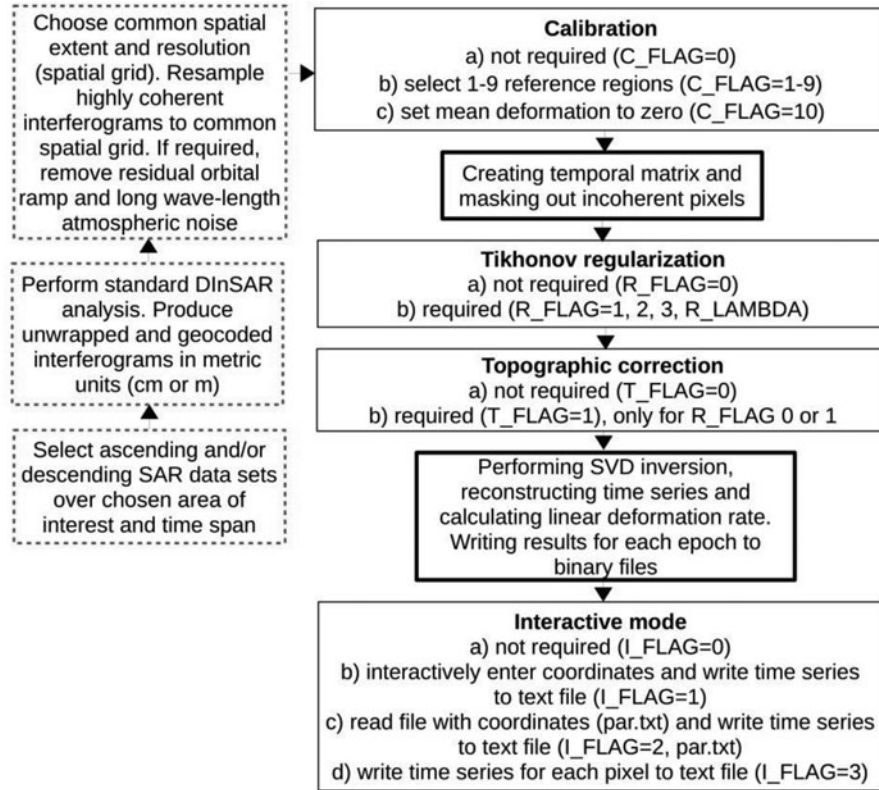 Choose common spatial
extent and resolution
(spatial grid). Resample
highly coherent
interferograms to common
spatial grid. If required,
remove residual orbital
ramp and long wave-length
atmospheric noise
Perform standard DInSAR
analysis. Produce
unwrapped and geocoded
interferograms in metric
units (cm or m)
Select ascending and/or
descending SAR data sets
over chosen area of
interest and time span
Calibration
a) not required (C_FLAG=0)
b) select 1-9 reference regions (C_FLAG=1-9)
c) set mean deformation to zero (C_FLAG=10)
Creating temporal matrix and
masking out incoherent pixels
Tikhonov regularization
a) not required (R_FLAG=0)
b) required (R_FLAG=1, 2, 3, R_LAMBDA)
Topographic correction
a) not required (T_FLAG=0)
b) required (T_FLAG=1), only for R_FLAG 0 or 1
Performing SVD inversion,
reconstructing time series and
calculating linear deformation rate.
Writing results for each epoch to
binary files
Interactive mode
a) not required (I_FLAG=0)
b) interactively enter coordinates and write time series
to text file (I_FLAG=1)
c) read file with coordinates (par.txt) and write time series
to text file (I_FLAG=2, par.txt)
d) write time series for each pixel to text file (I_FLAG=3)